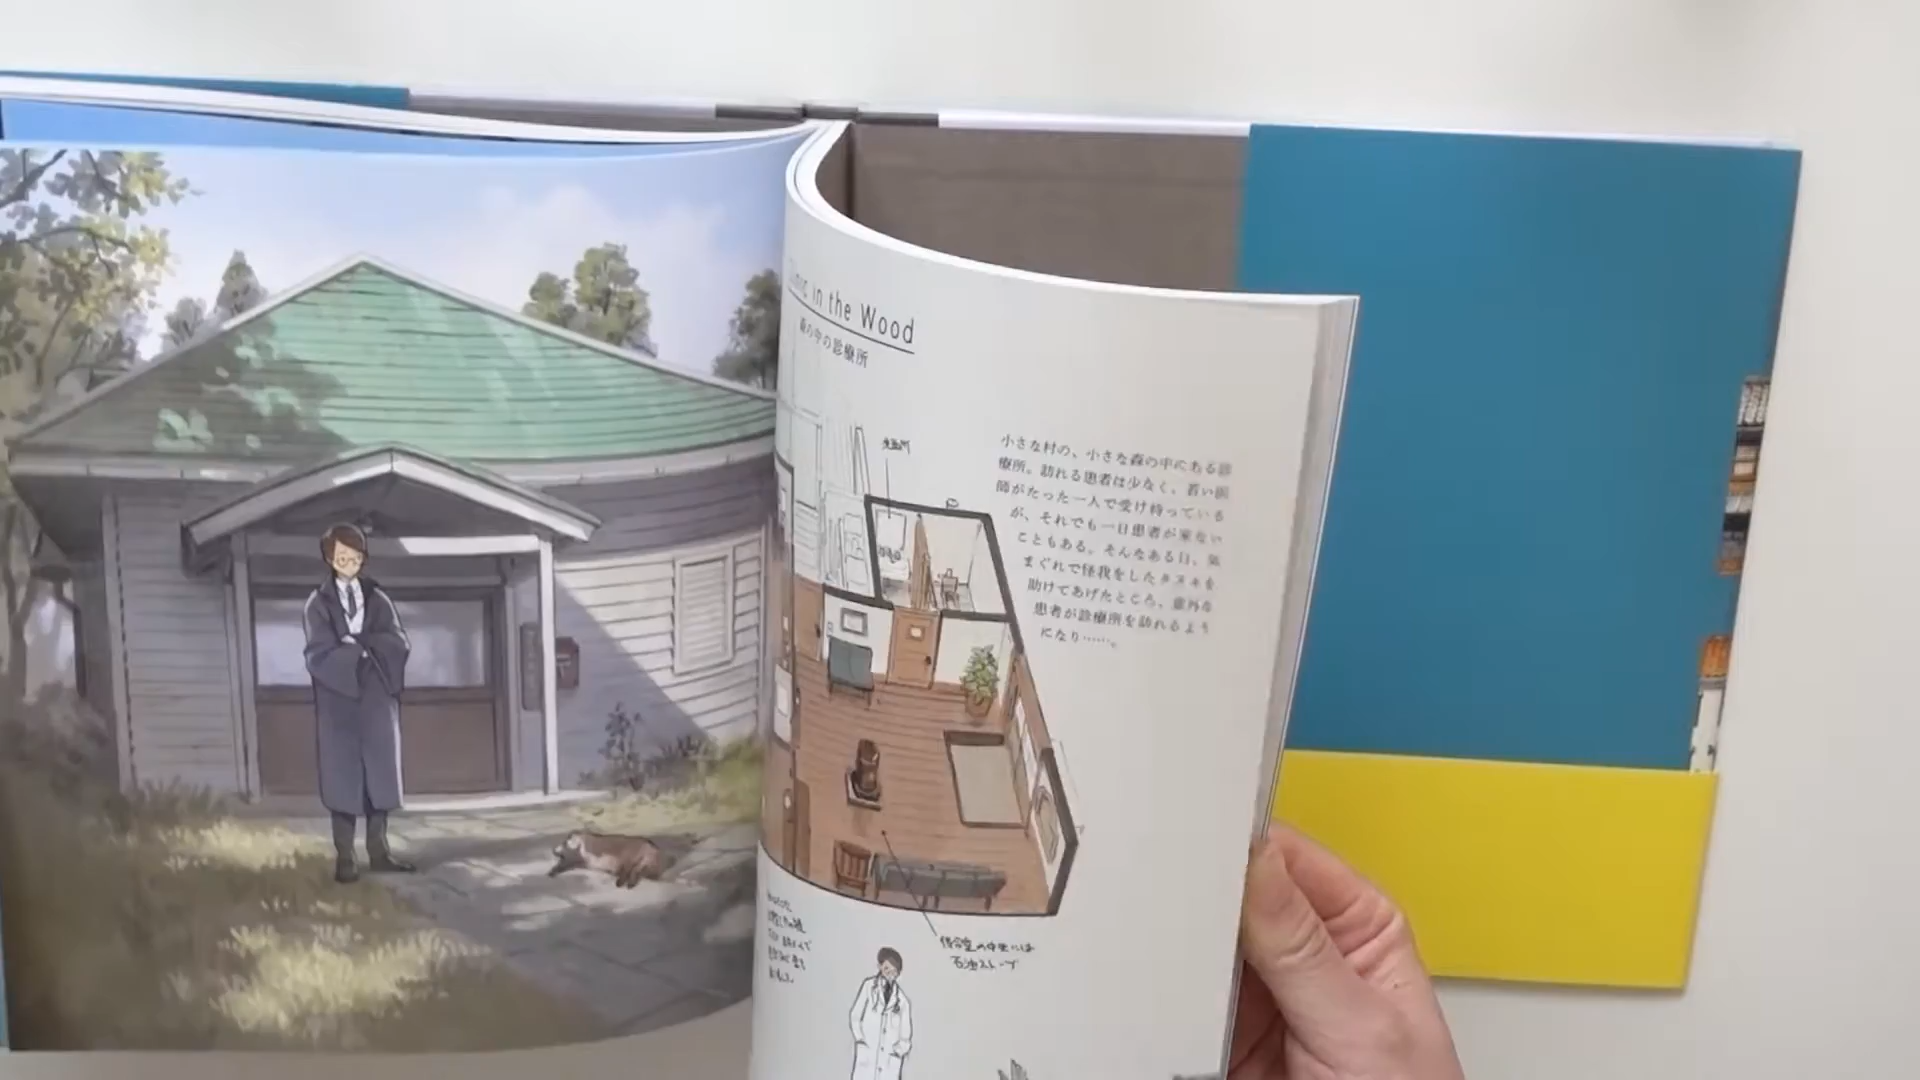 in the Wood
森の中の診療所
小さな村の、小さな森の中にある診
療所。訪れる患者は少なく、若い医
師がたった一人で受け持っている
が、それでも一日患者が来ない
こともある。そんなある日、気
まぐれで怪我をしたタヌキを
助けてあげたところ、意外な
患者が診療所を訪れるよう
になり……。
待合室の中央には
石油ストーブ